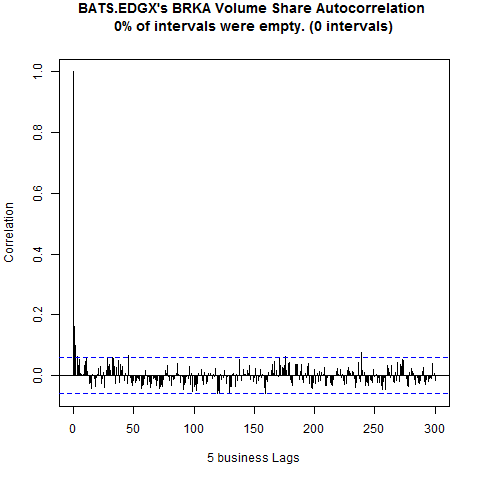 BATS.EDGX's BRKA Volume Share Autocorrelation
0% of intervals were empty. (0 intervals)
1.0
0.8
0.6
0.4
0.2
0.0
Correlation
0 50 100 150 200 250 300
5 business Lags